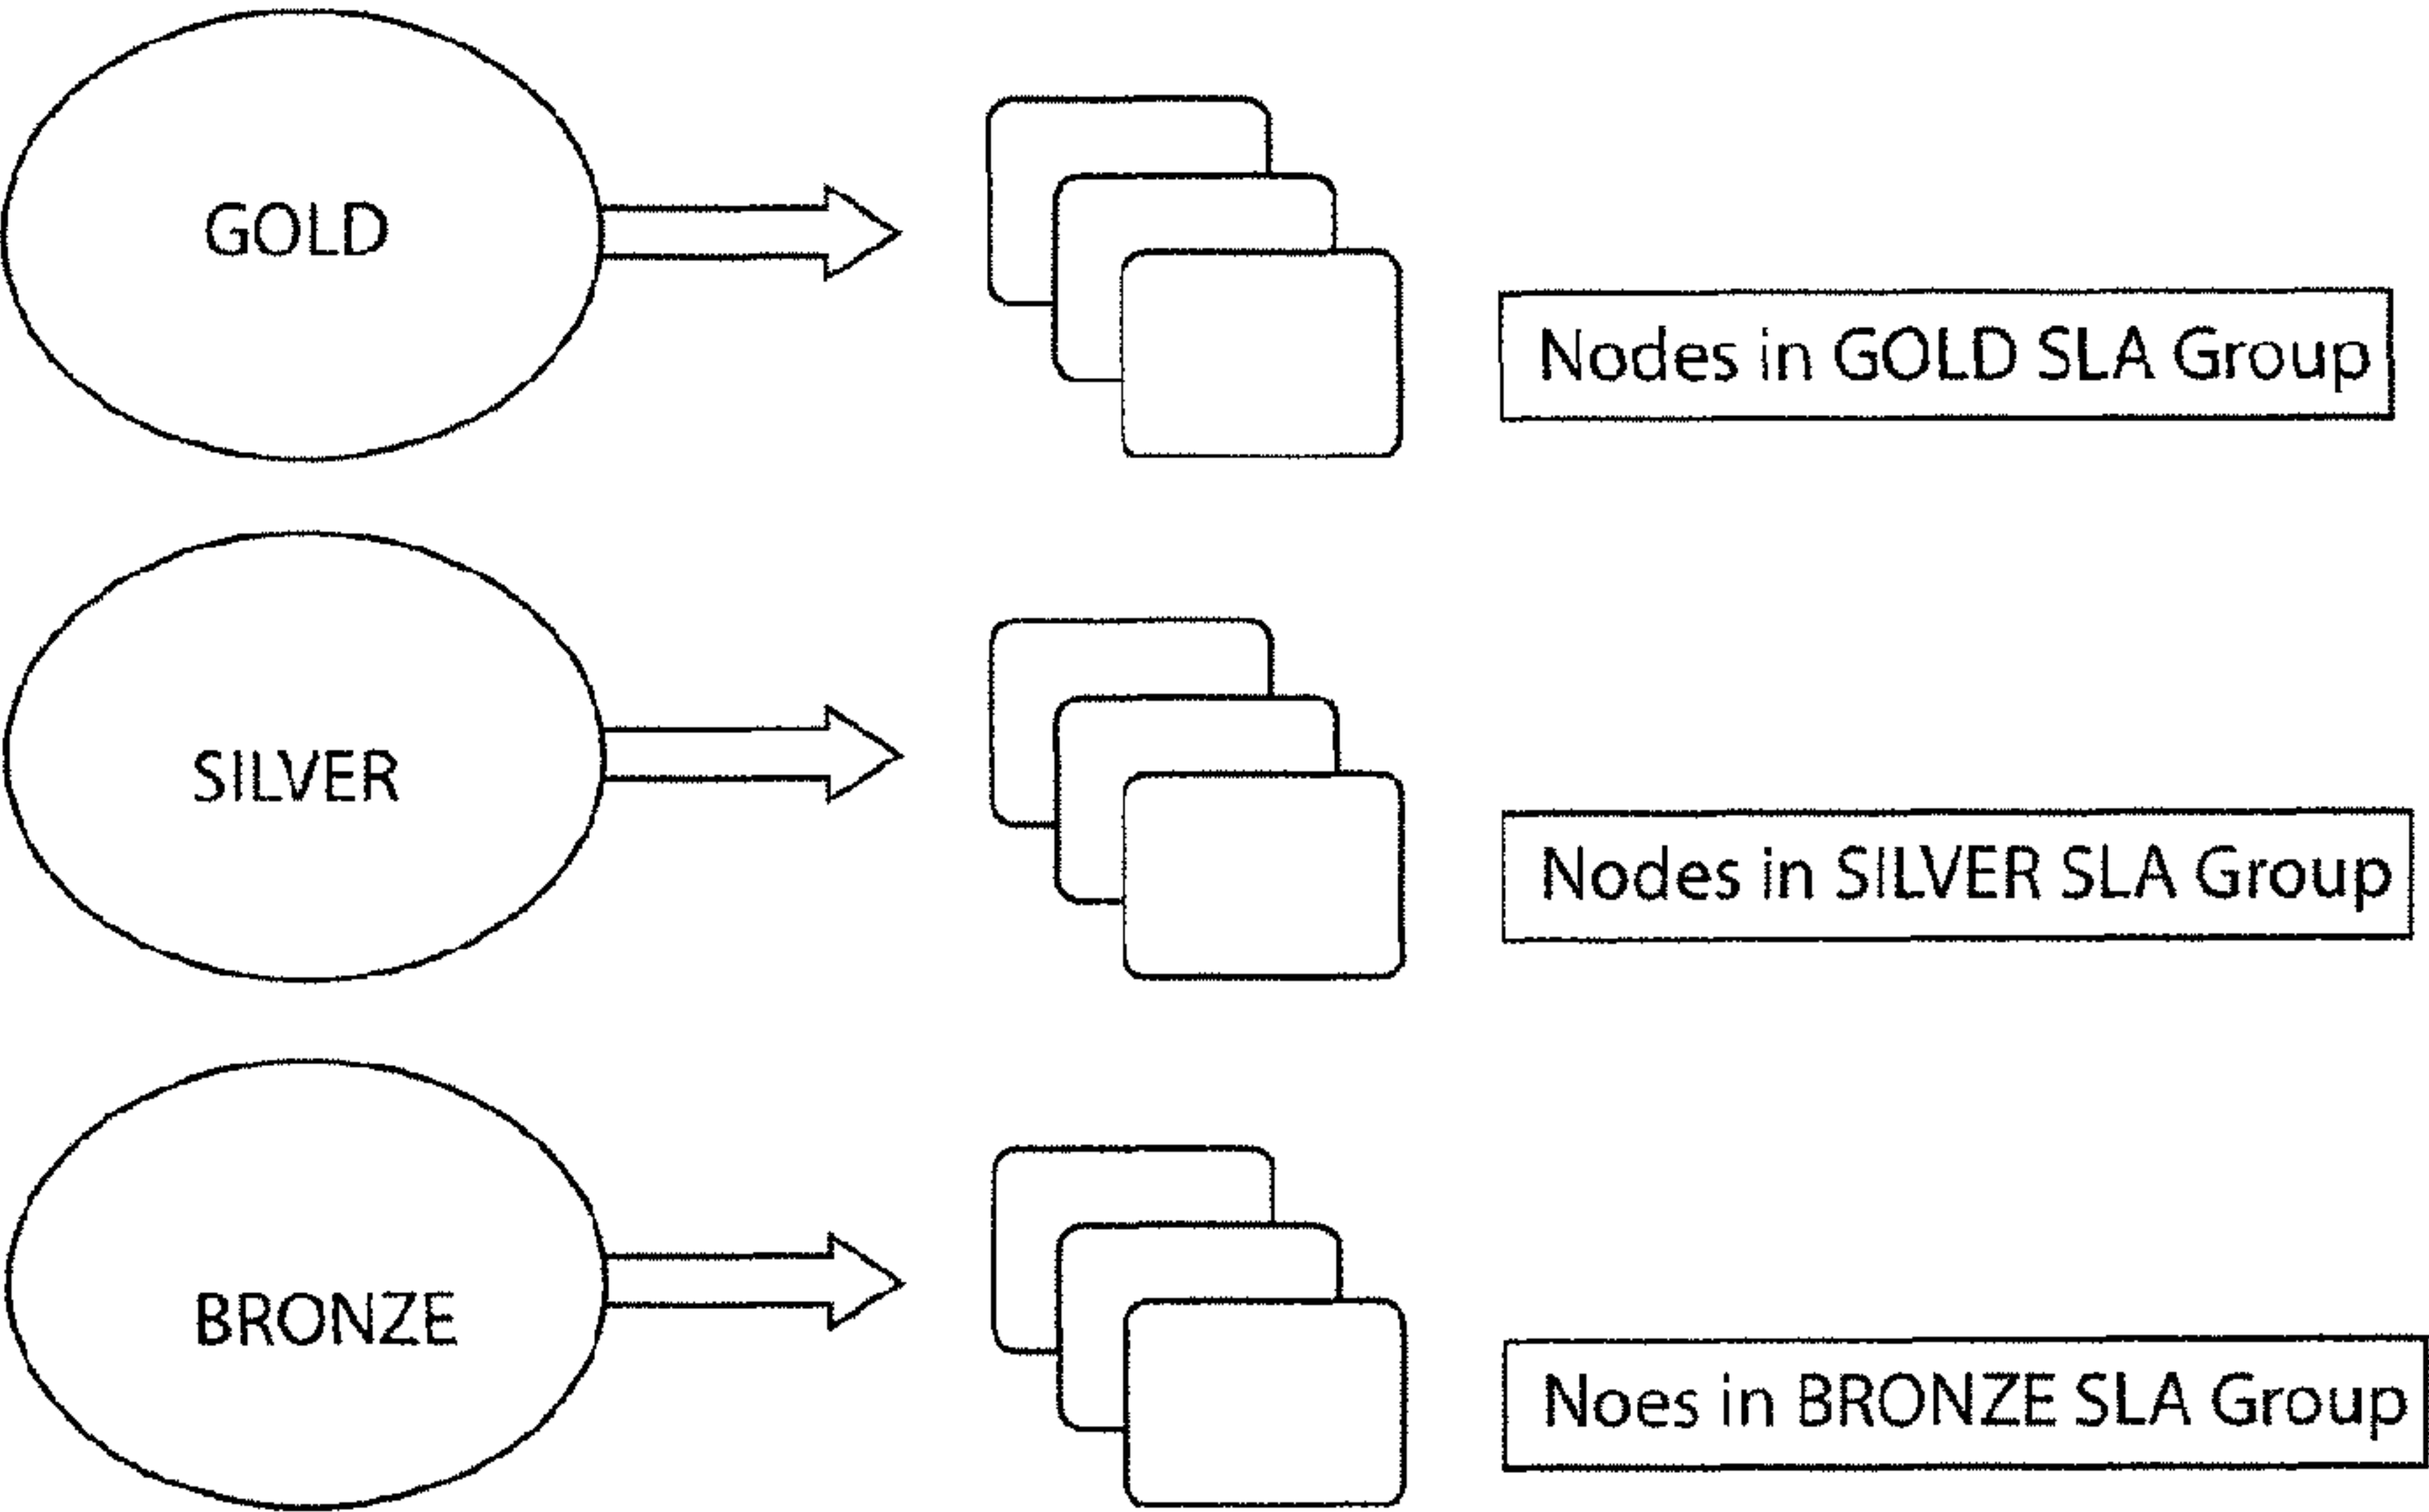 GOLD
Nodes in GOLD SLA Group
SILVER
Nodes in SILVER SLA Group
BRONZE
Noes in BRONZE SLA Group